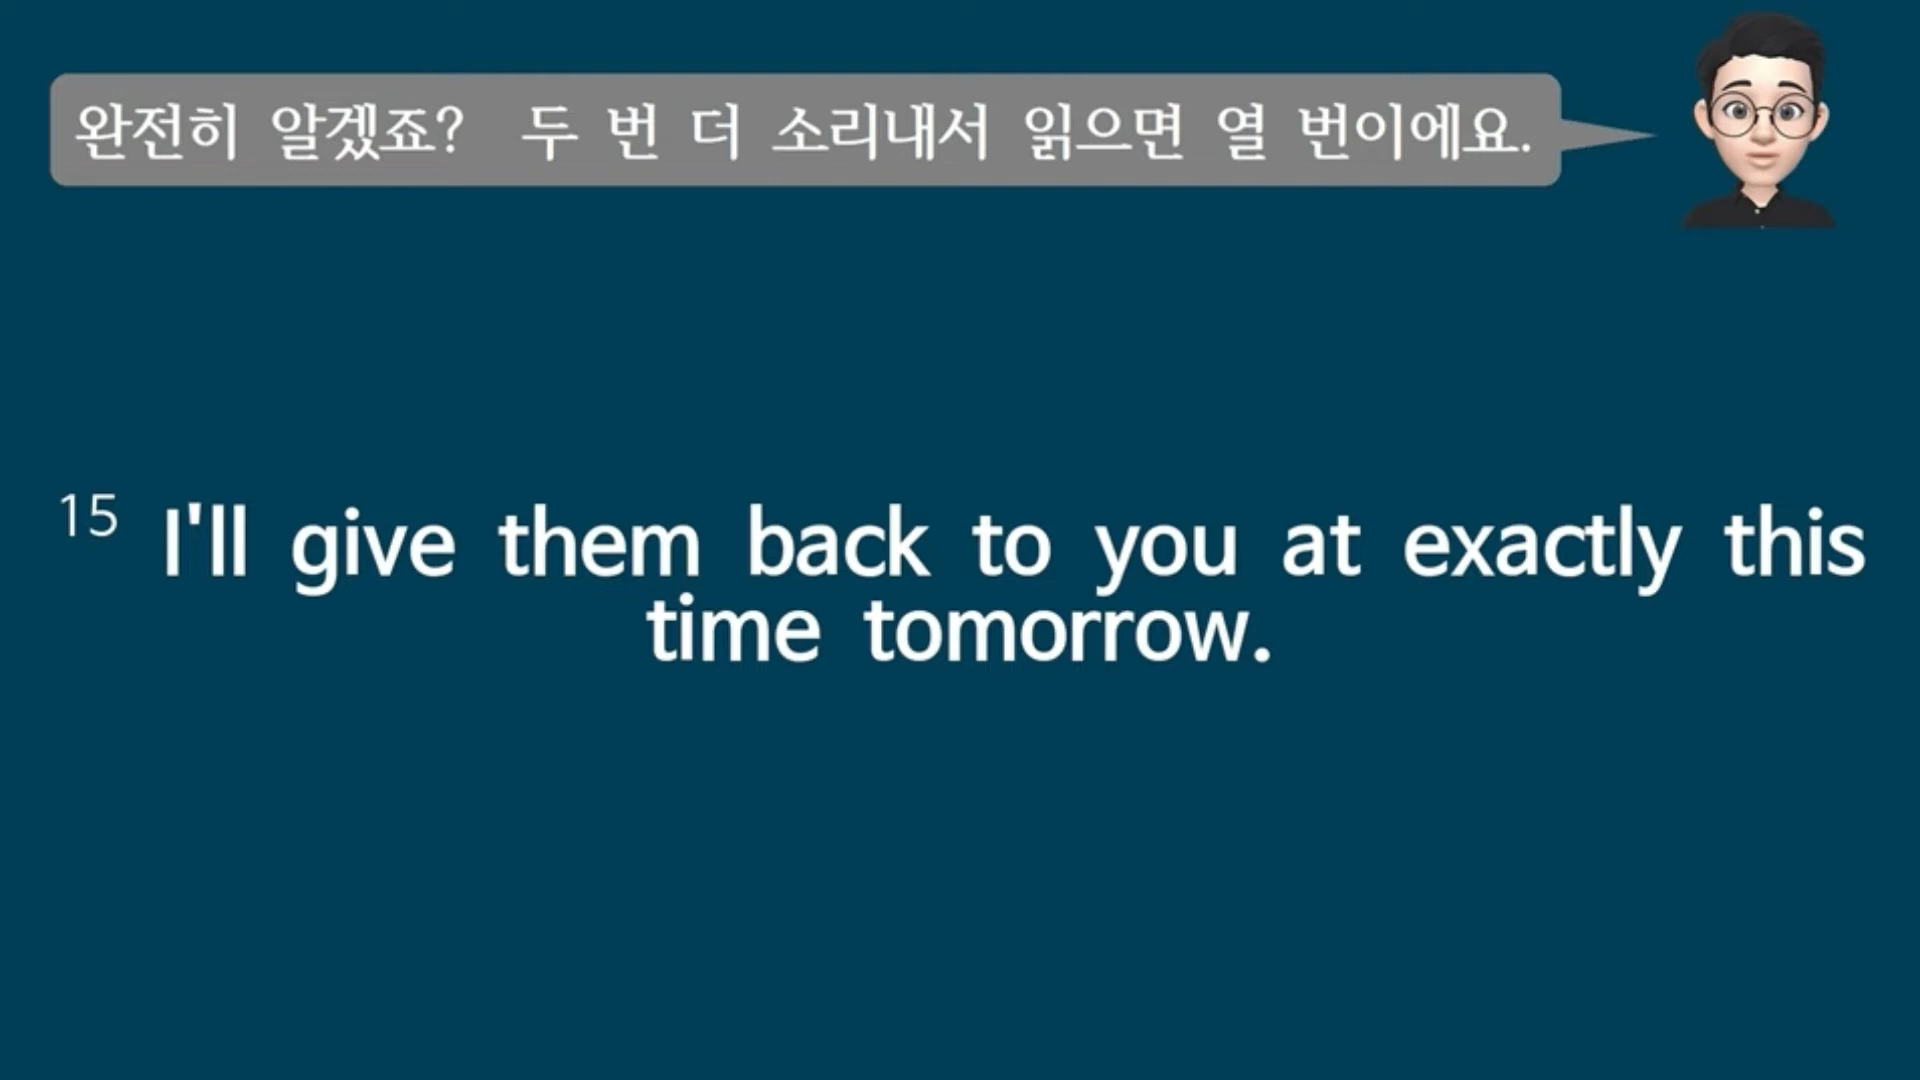 완전히 알겠죠? 두 번 더 소리내서 읽으면 열 번이에요.
15 I'll give them back to you at exactly this
time tomorrow.